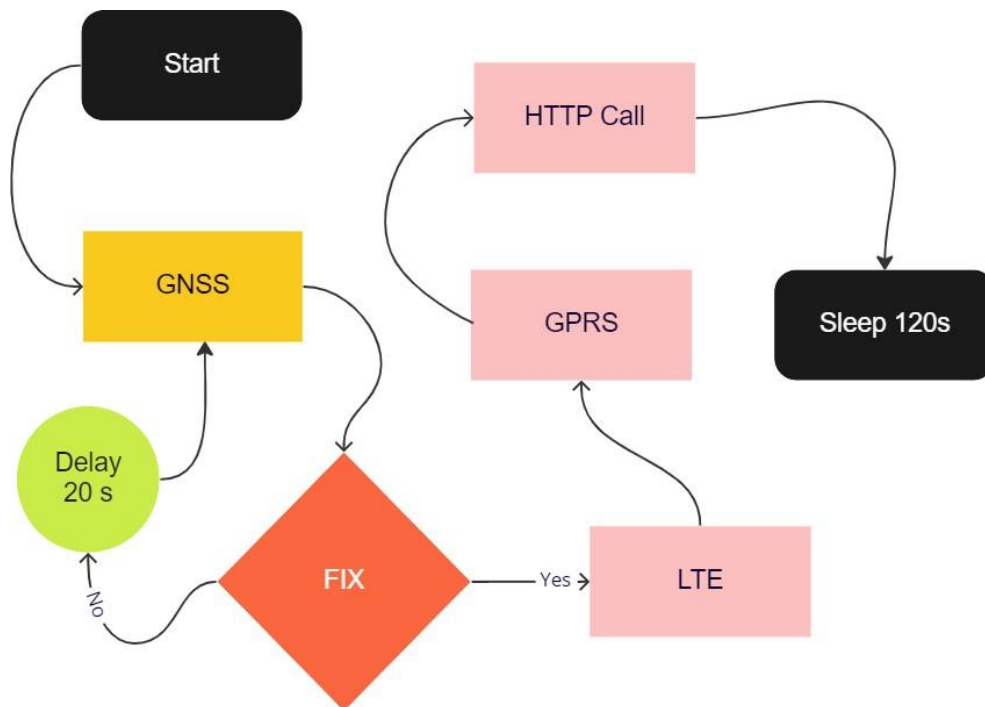 Start
GNSS
Delay
20 s
No
FIX
Yes
LTE
GPRS
HTTP Call
Sleep 120s